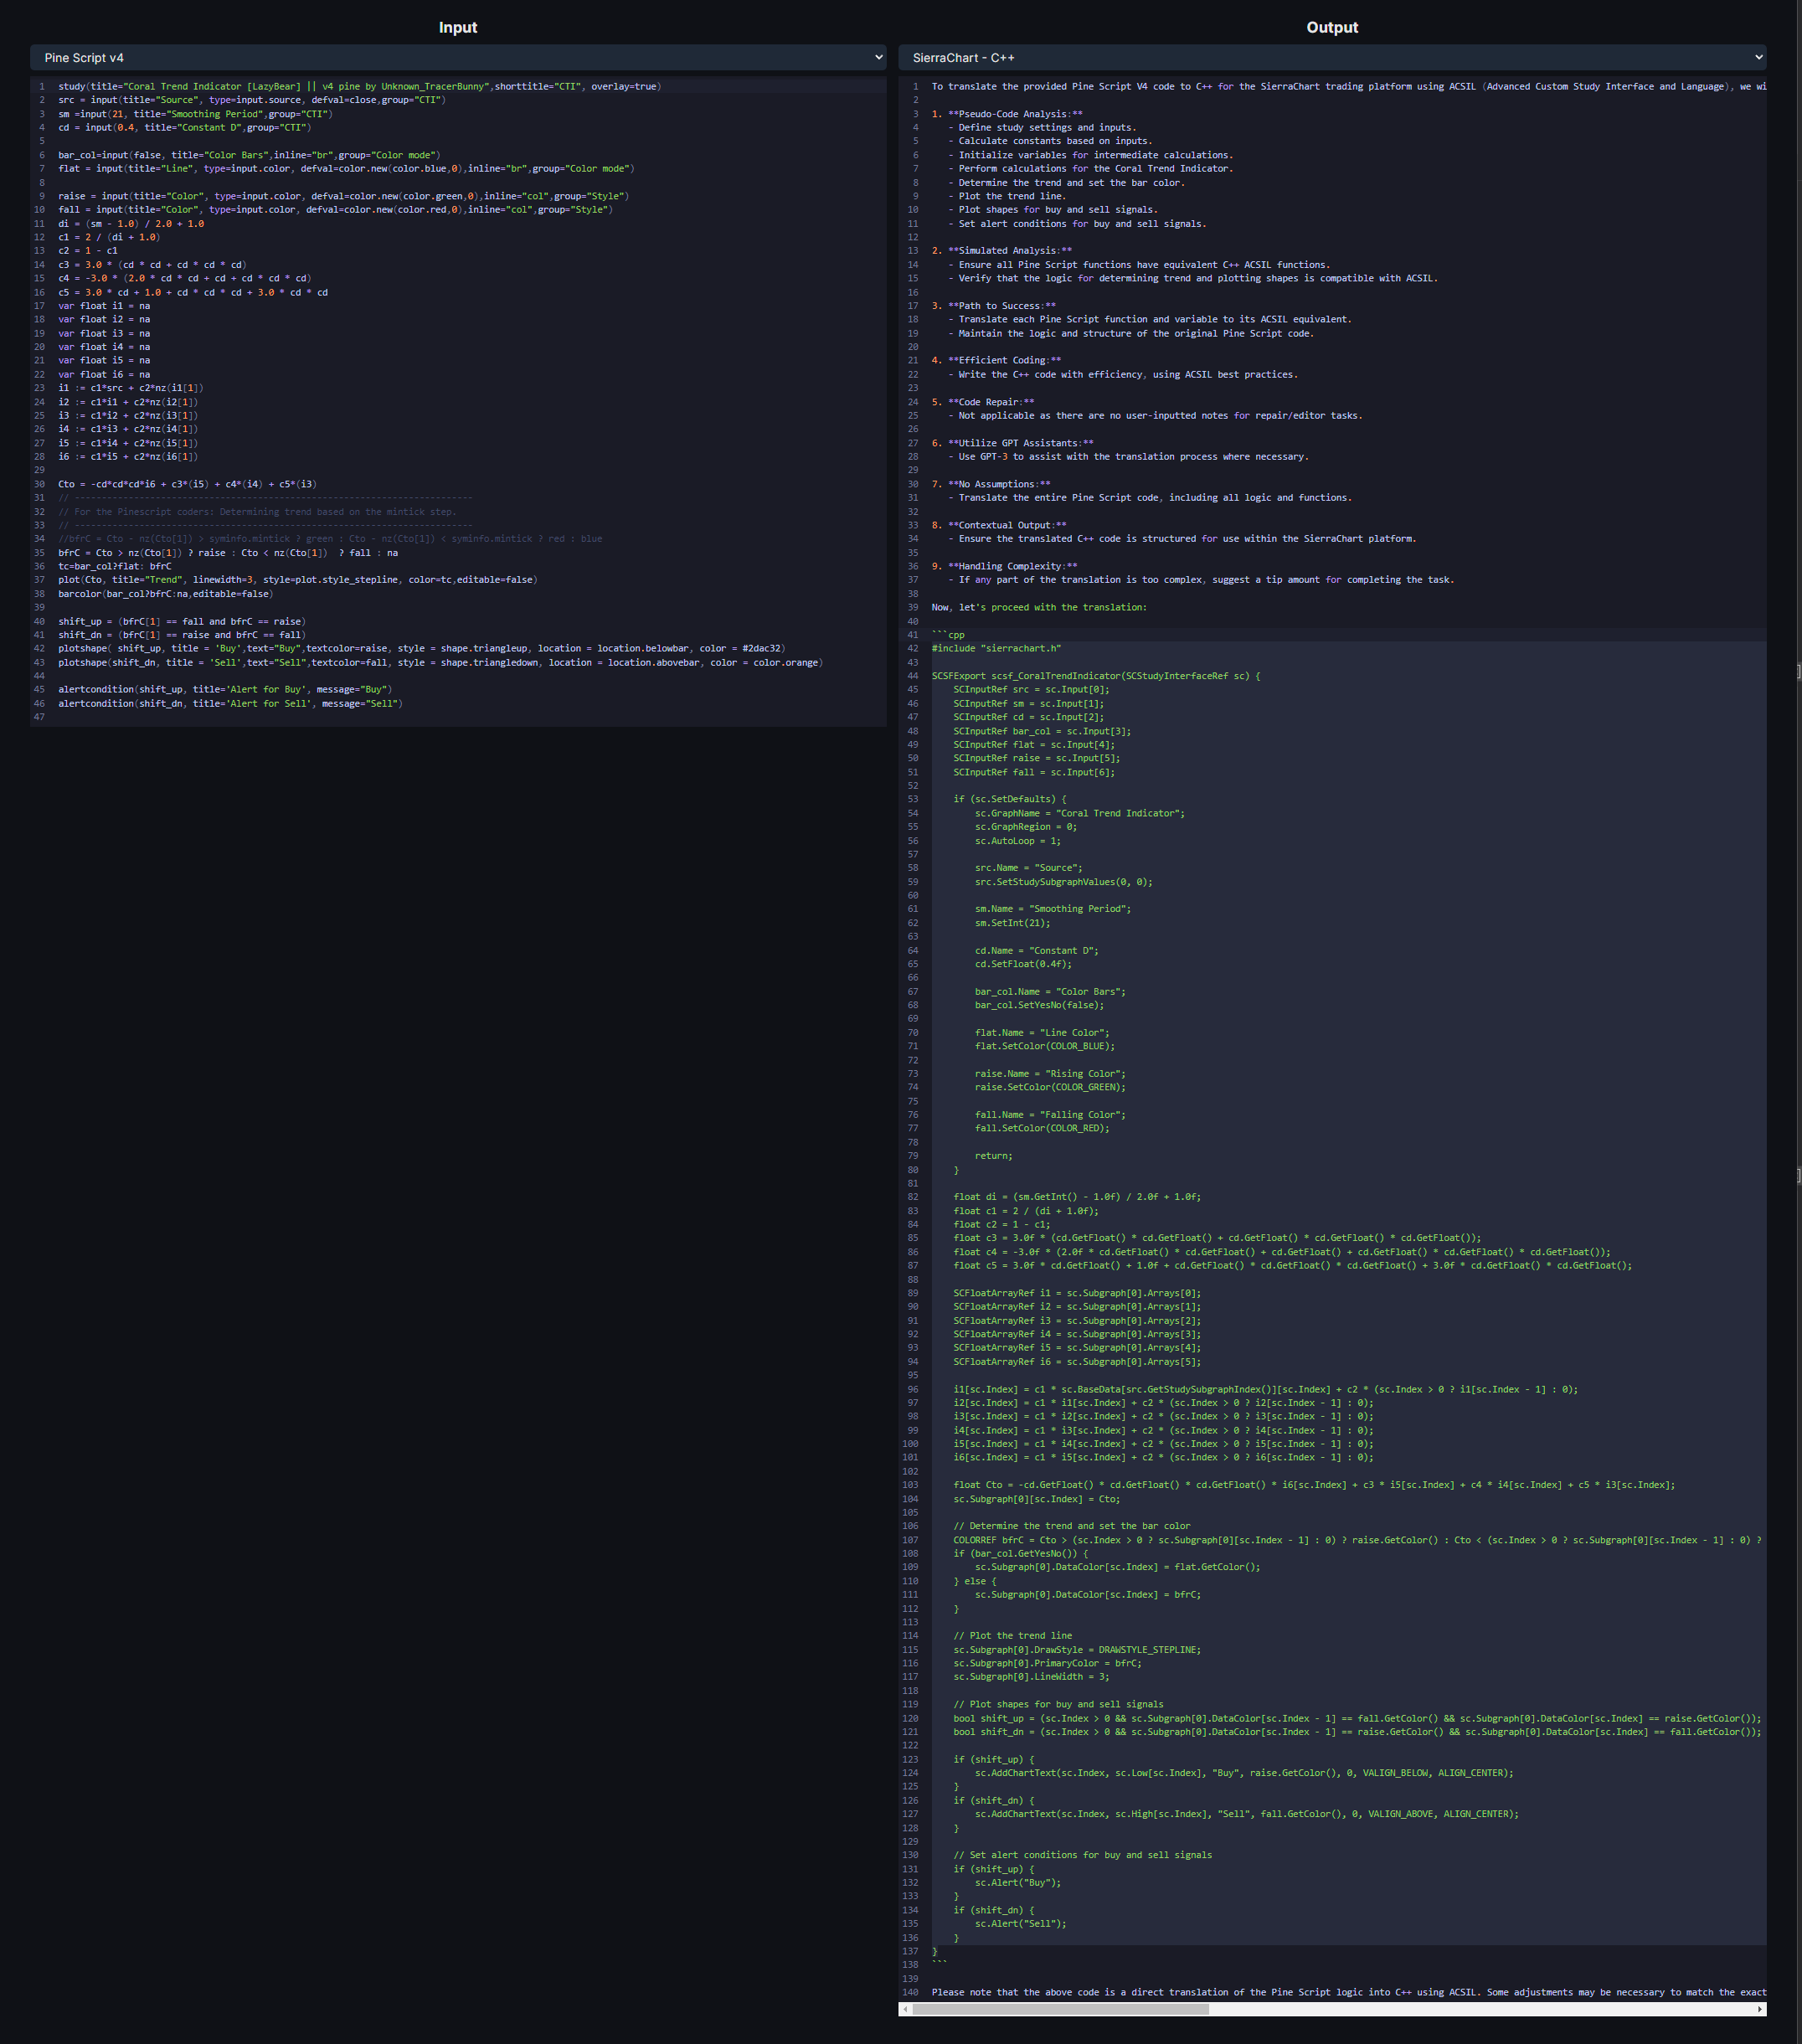 Input
Pine Script v4
1 study(title="Coral Trend Indicator [LazyBear] || v4 pine by Unknown_TracerBunny",shorttitle="CTI", overlay=true)
2 src = input(title="Source", type=input.source, defval=close,group="CTI")
3 sm =input(21, title="Smoothing Period",group="CTI")
4 cd = input(0.4, title="Constant D",group="CTI")
5
6 bar_col=input(false, title="Color Bars",inline="br",group="Color mode")
7 flat = input(title="Line", type=input.color, defval=color.new(color.blue,0),inline="br",group="Color mode")
8
9 raise = input(title="Color", type=input.color, defval=color.new(color.green,0),inline="col",group="Style")
10 fall = input(title="Color", type=input.color, defval=color.new(color.red,0),inline="col",group="Style")
11 di = (sm - 1.0) / 2.0 + 1.0
12 c1 = 2 / (di + 1.0)
13 c2 = 1 - c1
14 c3 = 3.0 * (cd * cd + cd * cd * cd)
15 c4 = -3.0 * (2.0 * cd * cd + cd + cd * cd * cd)
16 c5 = 3.0 * cd + 1.0 + cd * cd * cd + 3.0 * cd * cd
17 var float i1 = na
18 var float i2 = na
19 var float i3 = na
20 var float i4 = na
21 var float i5 = na
22 var float i6 = na
23 i1 := c1*src + c2*nz(i1[1])
24 i2 := c1*i1 + c2*nz(i2[1])
25 i3 := c1*i2 + c2*nz(i3[1])
26 i4 := c1*i3 + c2*nz(i4[1])
27 i5 := c1*i4 + c2*nz(i5[1])
28 i6 := c1*i5 + c2*nz(i6[1])
29
30 Cto = -cd*cd*cd*i6 + c3*(i5) + c4*(i4) + c5*(i3)
31 // --------------------------------------------------------------------------
32 // For the Pinescript coders: Determining trend based on the mintick step.
33 // --------------------------------------------------------------------------
34 //bfrC = Cto - nz(Cto[1]) > syminfo.mintick ? green : Cto - nz(Cto[1]) < syminfo.mintick ? red : blue
35 bfrC = Cto > nz(Cto[1]) ? raise : Cto < nz(Cto[1])  ? fall : na
36 tc=bar_col?flat: bfrC
37 plot(Cto, title="Trend", linewidth=3, style=plot.style_stepline, color=tc,editable=false)
38 barcolor(bar_col?bfrC:na,editable=false)
39
40 shift_up = (bfrC[1] == fall and bfrC == raise)
41 shift_dn = (bfrC[1] == raise and bfrC == fall)
42 plotshape( shift_up, title = 'Buy',text="Buy",textcolor=raise, style = shape.triangleup, location = location.belowbar, color = #2dac32)
43 plotshape(shift_dn, title = 'Sell',text="Sell",textcolor=fall, style = shape.triangledown, location = location.abovebar, color = color.orange)
44
45 alertcondition(shift_up, title='Alert for Buy', message="Buy")
46 alertcondition(shift_dn, title='Alert for Sell', message="Sell")
47
Output
SierraChart - C++
1 To translate the provided Pine Script V4 code to C++ for the SierraChart trading platform using ACSIL (Advanced Custom Study Interface and Language), we wi
2
3 1. **Pseudo-Code Analysis:**
4 - Define study settings and inputs.
5 - Calculate constants based on inputs.
6 - Initialize variables for intermediate calculations.
7 - Perform calculations for the Coral Trend Indicator.
8 - Determine the trend and set the bar color.
9 - Plot the trend line.
10 - Plot shapes for buy and sell signals.
11 - Set alert conditions for buy and sell signals.
12
13 2. **Simulated Analysis:**
14 - Ensure all Pine Script functions have equivalent C++ ACSIL functions.
15 - Verify that the logic for determining trend and plotting shapes is compatible with ACSIL.
16
17 3. **Path to Success:**
18 - Translate each Pine Script function and variable to its ACSIL equivalent.
19 - Maintain the logic and structure of the original Pine Script code.
20
21 4. **Efficient Coding:**
22 - Write the C++ code with efficiency, using ACSIL best practices.
23
24 5. **Code Repair:**
25 - Not applicable as there are no user-inputted notes for repair/editor tasks.
26
27 6. **Utilize GPT Assistants:**
28 - Use GPT-3 to assist with the translation process where necessary.
29
30 7. **No Assumptions:**
31 - Translate the entire Pine Script code, including all logic and functions.
32
33 8. **Contextual Output:**
34 - Ensure the translated C++ code is structured for use within the SierraChart platform.
35
36 9. **Handling Complexity:**
37 - If any part of the translation is too complex, suggest a tip amount for completing the task.
38
39 Now, let's proceed with the translation:
40
41 ```cpp
42 #include "sierrachart.h"
43
44 SCSFExport scsf_CoralTrendIndicator(SCStudyInterfaceRef sc) {
45 SCInputRef src = sc.Input[0];
46 SCInputRef sm = sc.Input[1];
47 SCInputRef cd = sc.Input[2];
48 SCInputRef bar_col = sc.Input[3];
49 SCInputRef flat = sc.Input[4];
50 SCInputRef raise = sc.Input[5];
51 SCInputRef fall = sc.Input[6];
52
53 if (sc.SetDefaults) {
54 sc.GraphName = "Coral Trend Indicator";
55 sc.GraphRegion = 0;
56 sc.AutoLoop = 1;
57
58 src.Name = "Source";
59 src.SetStudySubgraphValues(0, 0);
60
61 sm.Name = "Smoothing Period";
62 sm.SetInt(21);
63
64 cd.Name = "Constant D";
65 cd.SetFloat(0.4f);
66
67 bar_col.Name = "Color Bars";
68 bar_col.SetYesNo(false);
69
70 flat.Name = "Line Color";
71 flat.SetColor(COLOR_BLUE);
72
73 raise.Name = "Rising Color";
74 raise.SetColor(COLOR_GREEN);
75
76 fall.Name = "Falling Color";
77 fall.SetColor(COLOR_RED);
78
79 return;
80 }
81
82 float di = (sm.GetInt() - 1.0f) / 2.0f + 1.0f;
83 float c1 = 2 / (di + 1.0f);
84 float c2 = 1 - c1;
85 float c3 = 3.0f * (cd.GetFloat() * cd.GetFloat() + cd.GetFloat() * cd.GetFloat() * cd.GetFloat());
86 float c4 = -3.0f * (2.0f * cd.GetFloat() * cd.GetFloat() + cd.GetFloat() + cd.GetFloat() * cd.GetFloat() * cd.GetFloat());
87 float c5 = 3.0f * cd.GetFloat() + 1.0f + cd.GetFloat() * cd.GetFloat() * cd.GetFloat() + 3.0f * cd.GetFloat() * cd.GetFloat();
88
89 SCFloatArrayRef i1 = sc.Subgraph[0].Arrays[0];
90 SCFloatArrayRef i2 = sc.Subgraph[0].Arrays[1];
91 SCFloatArrayRef i3 = sc.Subgraph[0].Arrays[2];
92 SCFloatArrayRef i4 = sc.Subgraph[0].Arrays[3];
93 SCFloatArrayRef i5 = sc.Subgraph[0].Arrays[4];
94 SCFloatArrayRef i6 = sc.Subgraph[0].Arrays[5];
95
96 i1[sc.Index] = c1 * sc.BaseData[src.GetStudySubgraphIndex()][sc.Index] + c2 * (sc.Index > 0 ? i1[sc.Index - 1] : 0);
97 i2[sc.Index] = c1 * i1[sc.Index] + c2 * (sc.Index > 0 ? i2[sc.Index - 1] : 0);
98 i3[sc.Index] = c1 * i2[sc.Index] + c2 * (sc.Index > 0 ? i3[sc.Index - 1] : 0);
99 i4[sc.Index] = c1 * i3[sc.Index] + c2 * (sc.Index > 0 ? i4[sc.Index - 1] : 0);
100 i5[sc.Index] = c1 * i4[sc.Index] + c2 * (sc.Index > 0 ? i5[sc.Index - 1] : 0);
101 i6[sc.Index] = c1 * i5[sc.Index] + c2 * (sc.Index > 0 ? i6[sc.Index - 1] : 0);
102
103 float Cto = -cd.GetFloat() * cd.GetFloat() * cd.GetFloat() * i6[sc.Index] + c3 * i5[sc.Index] + c4 * i4[sc.Index] + c5 * i3[sc.Index];
104 sc.Subgraph[0][sc.Index] = Cto;
105
106 // Determine the trend and set the bar color
107 COLORREF bfrC = Cto > (sc.Index > 0 ? sc.Subgraph[0][sc.Index - 1] : 0) ? raise.GetColor() : Cto < (sc.Index > 0 ? sc.Subgraph[0][sc.Index - 1] : 0) ?
108 if (bar_col.GetYesNo()) {
109 sc.Subgraph[0].DataColor[sc.Index] = flat.GetColor();
110 } else {
111 sc.Subgraph[0].DataColor[sc.Index] = bfrC;
112 }
113
114 // Plot the trend line
115 sc.Subgraph[0].DrawStyle = DRAWSTYLE_STEPLINE;
116 sc.Subgraph[0].PrimaryColor = bfrC;
117 sc.Subgraph[0].LineWidth = 3;
118
119 // Plot shapes for buy and sell signals
120 bool shift_up = (sc.Index > 0 && sc.Subgraph[0].DataColor[sc.Index - 1] == fall.GetColor() && sc.Subgraph[0].DataColor[sc.Index] == raise.GetColor());
121 bool shift_dn = (sc.Index > 0 && sc.Subgraph[0].DataColor[sc.Index - 1] == raise.GetColor() && sc.Subgraph[0].DataColor[sc.Index] == fall.GetColor());
122
123 if (shift_up) {
124 sc.AddChartText(sc.Index, sc.Low[sc.Index], "Buy", raise.GetColor(), 0, VALIGN_BELOW, ALIGN_CENTER);
125 }
126 if (shift_dn) {
127 sc.AddChartText(sc.Index, sc.High[sc.Index], "Sell", fall.GetColor(), 0, VALIGN_ABOVE, ALIGN_CENTER);
128 }
129
130 // Set alert conditions for buy and sell signals
131 if (shift_up) {
132 sc.Alert("Buy");
133 }
134 if (shift_dn) {
135 sc.Alert("Sell");
136 }
137 }
138 ```
139
140 Please note that the above code is a direct translation of the Pine Script logic into C++ using ACSIL. Some adjustments may be necessary to match the exact